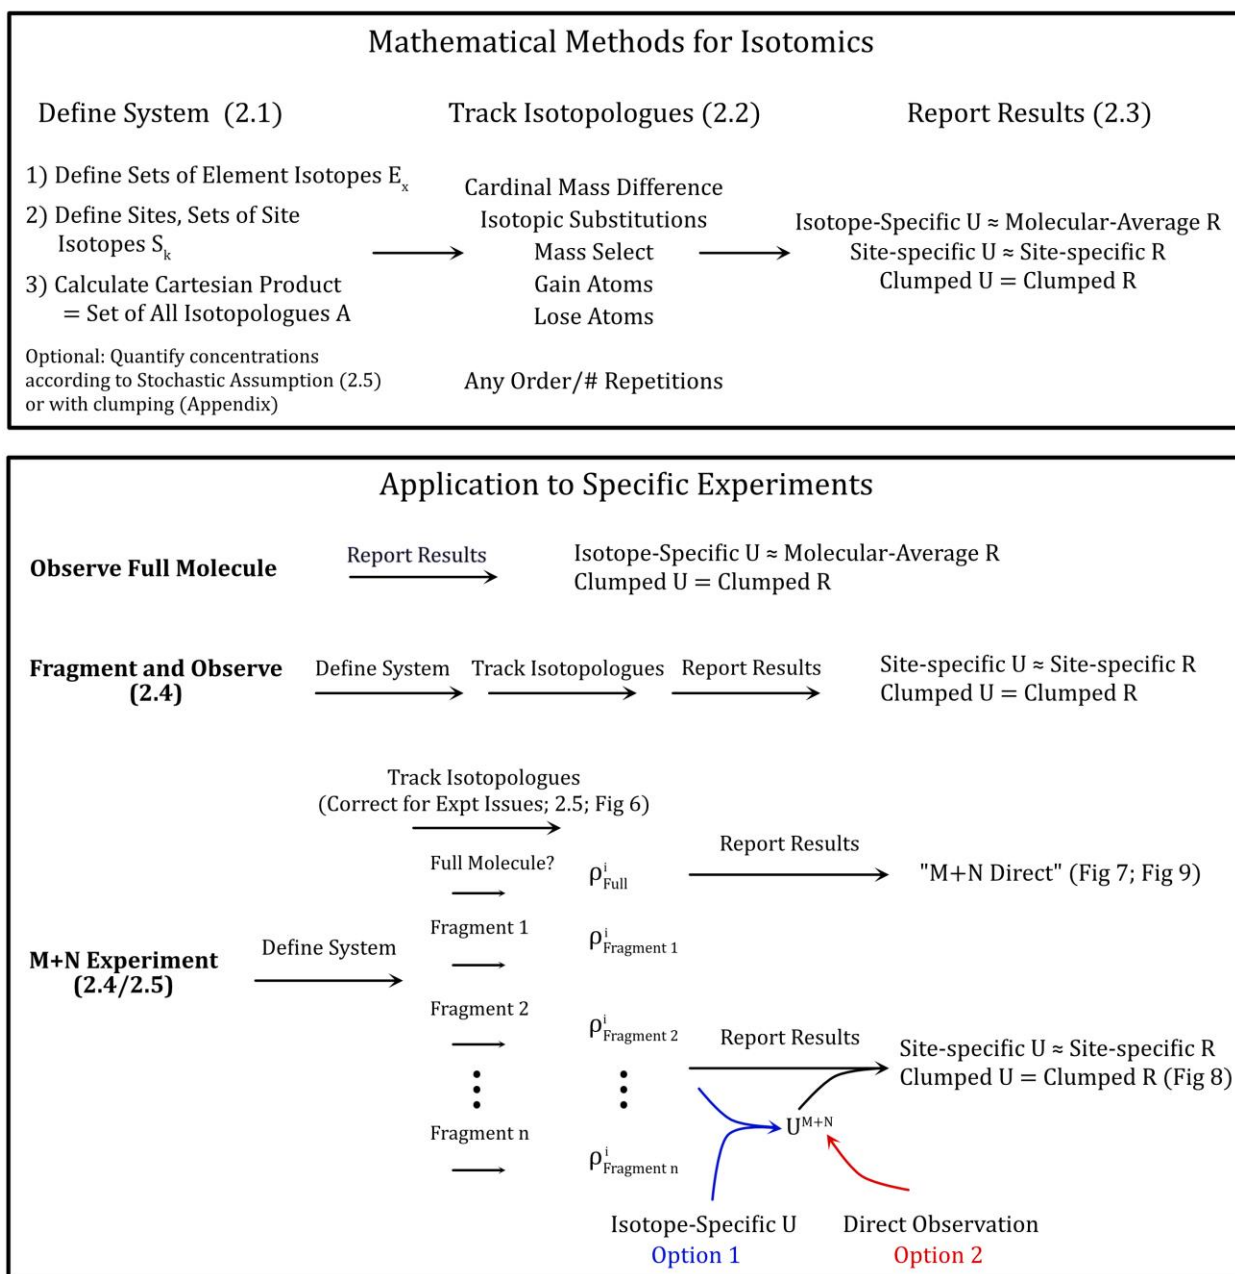 Mathematical Methods for Isotomics
Define System (2.1)
1) Define Sets of Element Isotopes Eₓ
2) Define Sites, Sets of Site
Isotopes Sₖ
3) Calculate Cartesian Product
= Set of All Isotopologues A
Optional: Quantify concentrations
according to Stochastic Assumption (2.5)
or with clumping (Appendix)
Track Isotopologues (2.2)
Cardinal Mass Difference
Isotopic Substitutions
Mass Select
Gain Atoms
Lose Atoms
Any Order/# Repetitions
Report Results (2.3)
Isotope-Specific U ≈ Molecular-Average R
Site-specific U ≈ Site-specific R
Clumped U = Clumped R
Application to Specific Experiments
Observe Full Molecule
Report Results
Isotope-Specific U ≈ Molecular-Average R
Clumped U = Clumped R
Fragment and Observe
(2.4)
Define System
Track Isotopologues
Report Results
Site-specific U ≈ Site-specific R
Clumped U = Clumped R
M+N Experiment
(2.4/2.5)
Define System
Track Isotopologues
(Correct for Expt Issues; 2.5; Fig 6)
Full Molecule?
ρ^i_Full
Report Results
"M+N Direct" (Fig 7; Fig 9)
Fragment 1
ρ^i_Fragment 1
Fragment 2
ρ^i_Fragment 2
Report Results
Site-specific U ≈ Site-specific R
Clumped U = Clumped R (Fig 8)
U^M+N
Fragment n
ρ^i_Fragment n
Isotope-Specific U
Option 1
Direct Observation
Option 2